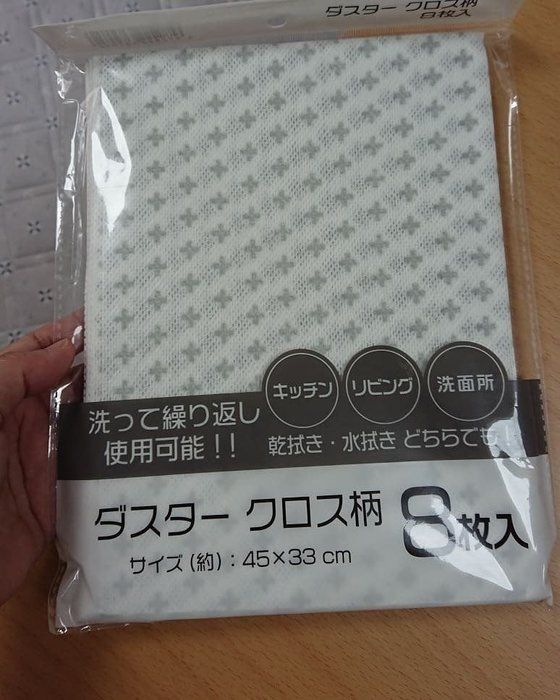 ダスター クロス柄
8枚入
キッチン
リビング
洗面所
洗って繰り返し
使用可能!!
乾拭き・水拭き どちらでも!
ダスター クロス柄 8枚入
サイズ(約):45×33 cm